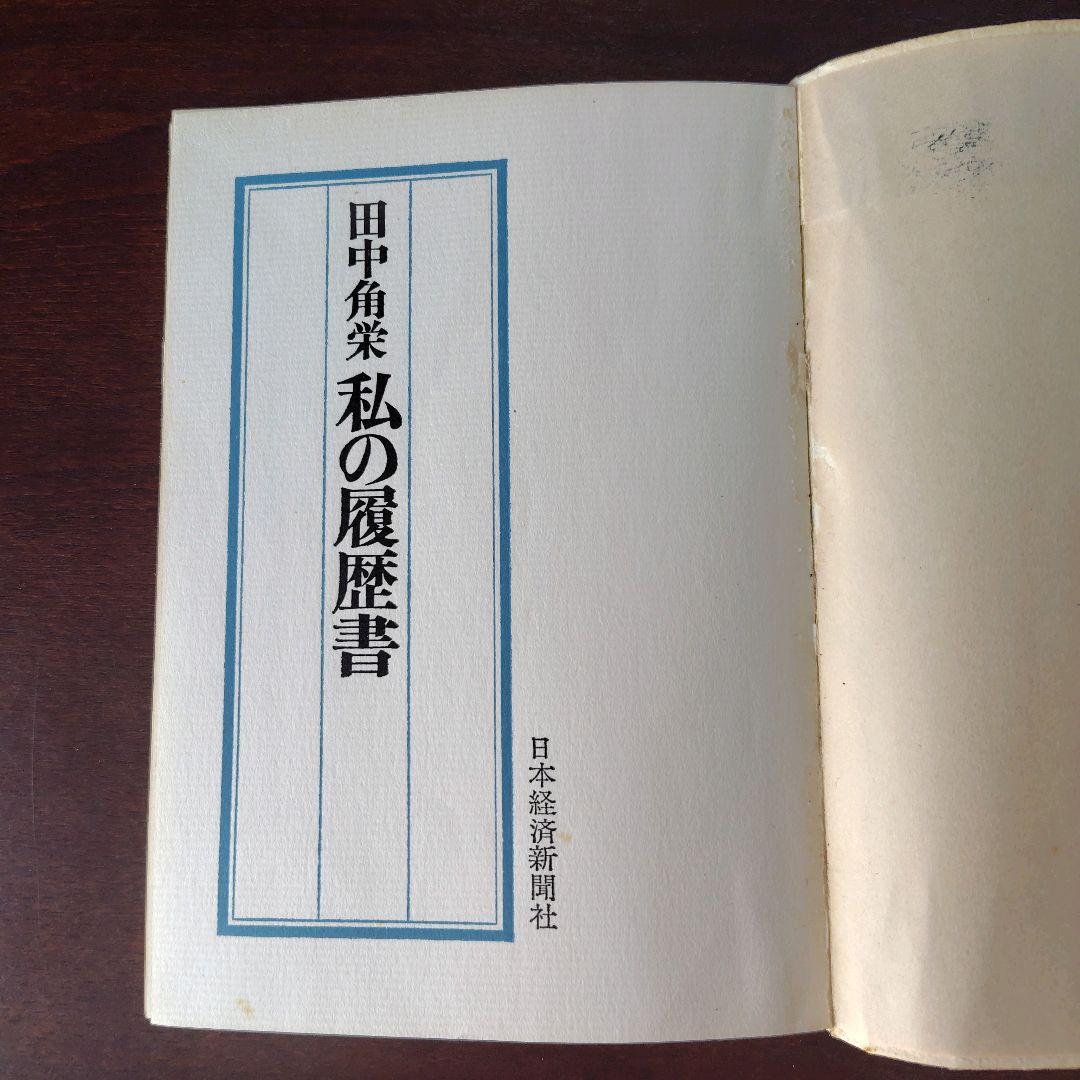 田中角栄 私の履歴書
日本経済新聞社